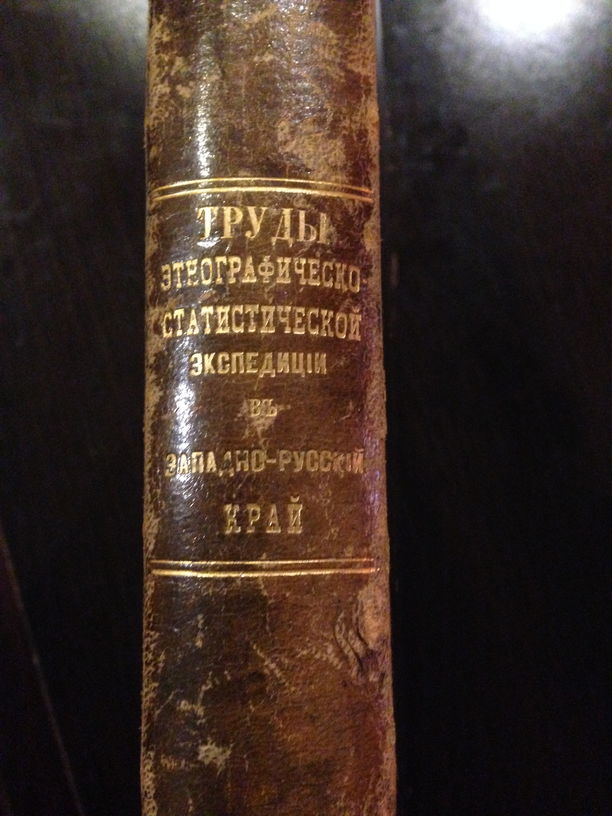 ТРУДЫ
ЭТНОГРАФИЧЕСКО-
СТАТИСТИЧЕСКОЙ
ЭКСПЕДИЦІИ
ВЪ
ЗАПАДНО-РУССКІЙ
КРАЙ